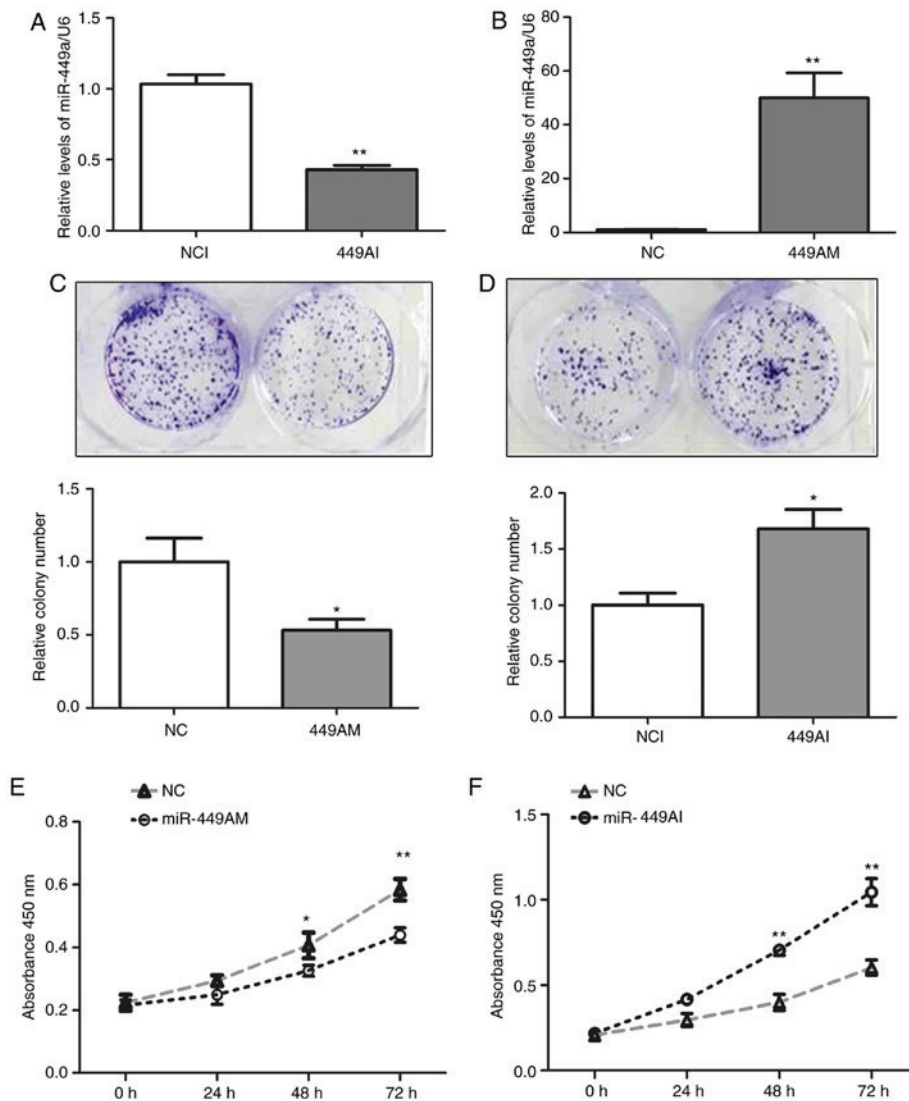 A
Relative levels of miR-449a/U6
1.5
1.0
0.5
0.0
**
NCI
449AI
B
Relative levels of miR-449a/U6
80
60
40
20
0
**
NC
449AM
C
Relative colony number
1.5
1.0
0.5
0.0
*
NC
449AM
D
Relative colony number
2.0
1.5
1.0
0.5
0.0
*
NCI
449AI
E
NC
miR-449AM
Absorbance 450 nm
0.8
0.6
0.4
0.2
0.0
*
**
0 h
24 h
48 h
72 h
F
NC
miR- 449AI
Absorbance 450 nm
1.5
1.0
0.5
0.0
**
**
0 h
24 h
48 h
72 h